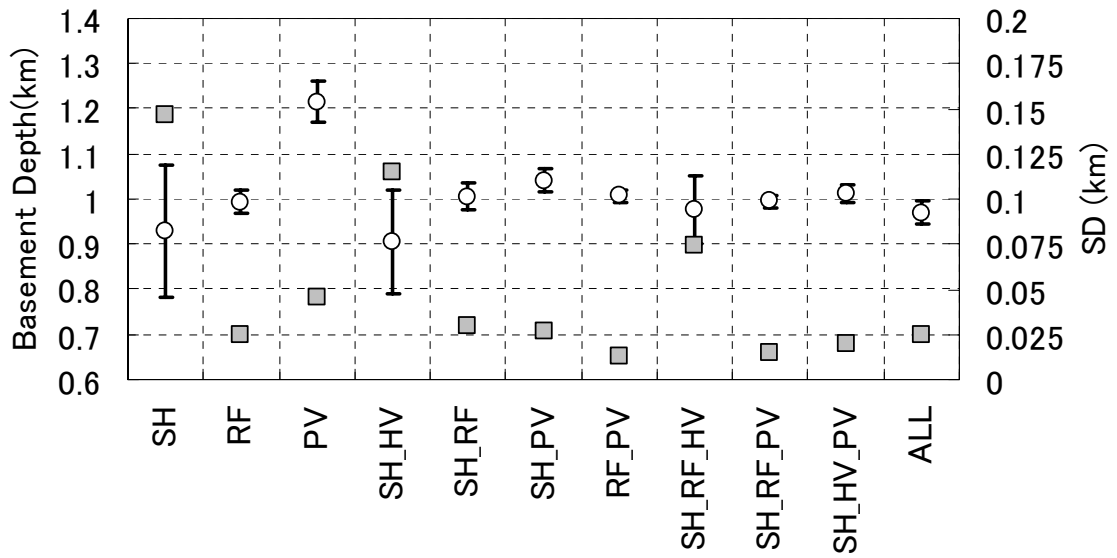 Basement Depth(km)
1.4
1.3
1.2
1.1
1
0.9
0.8
0.7
0.6
0.2
0.175
0.15
0.125
0.1
0.075
0.05
0.025
0
SD (km)
SH
RF
PV
SH_HV
SH_RF
SH_PV
RF_PV
SH_RF_HV
SH_RF_PV
SH_HV_PV
ALL